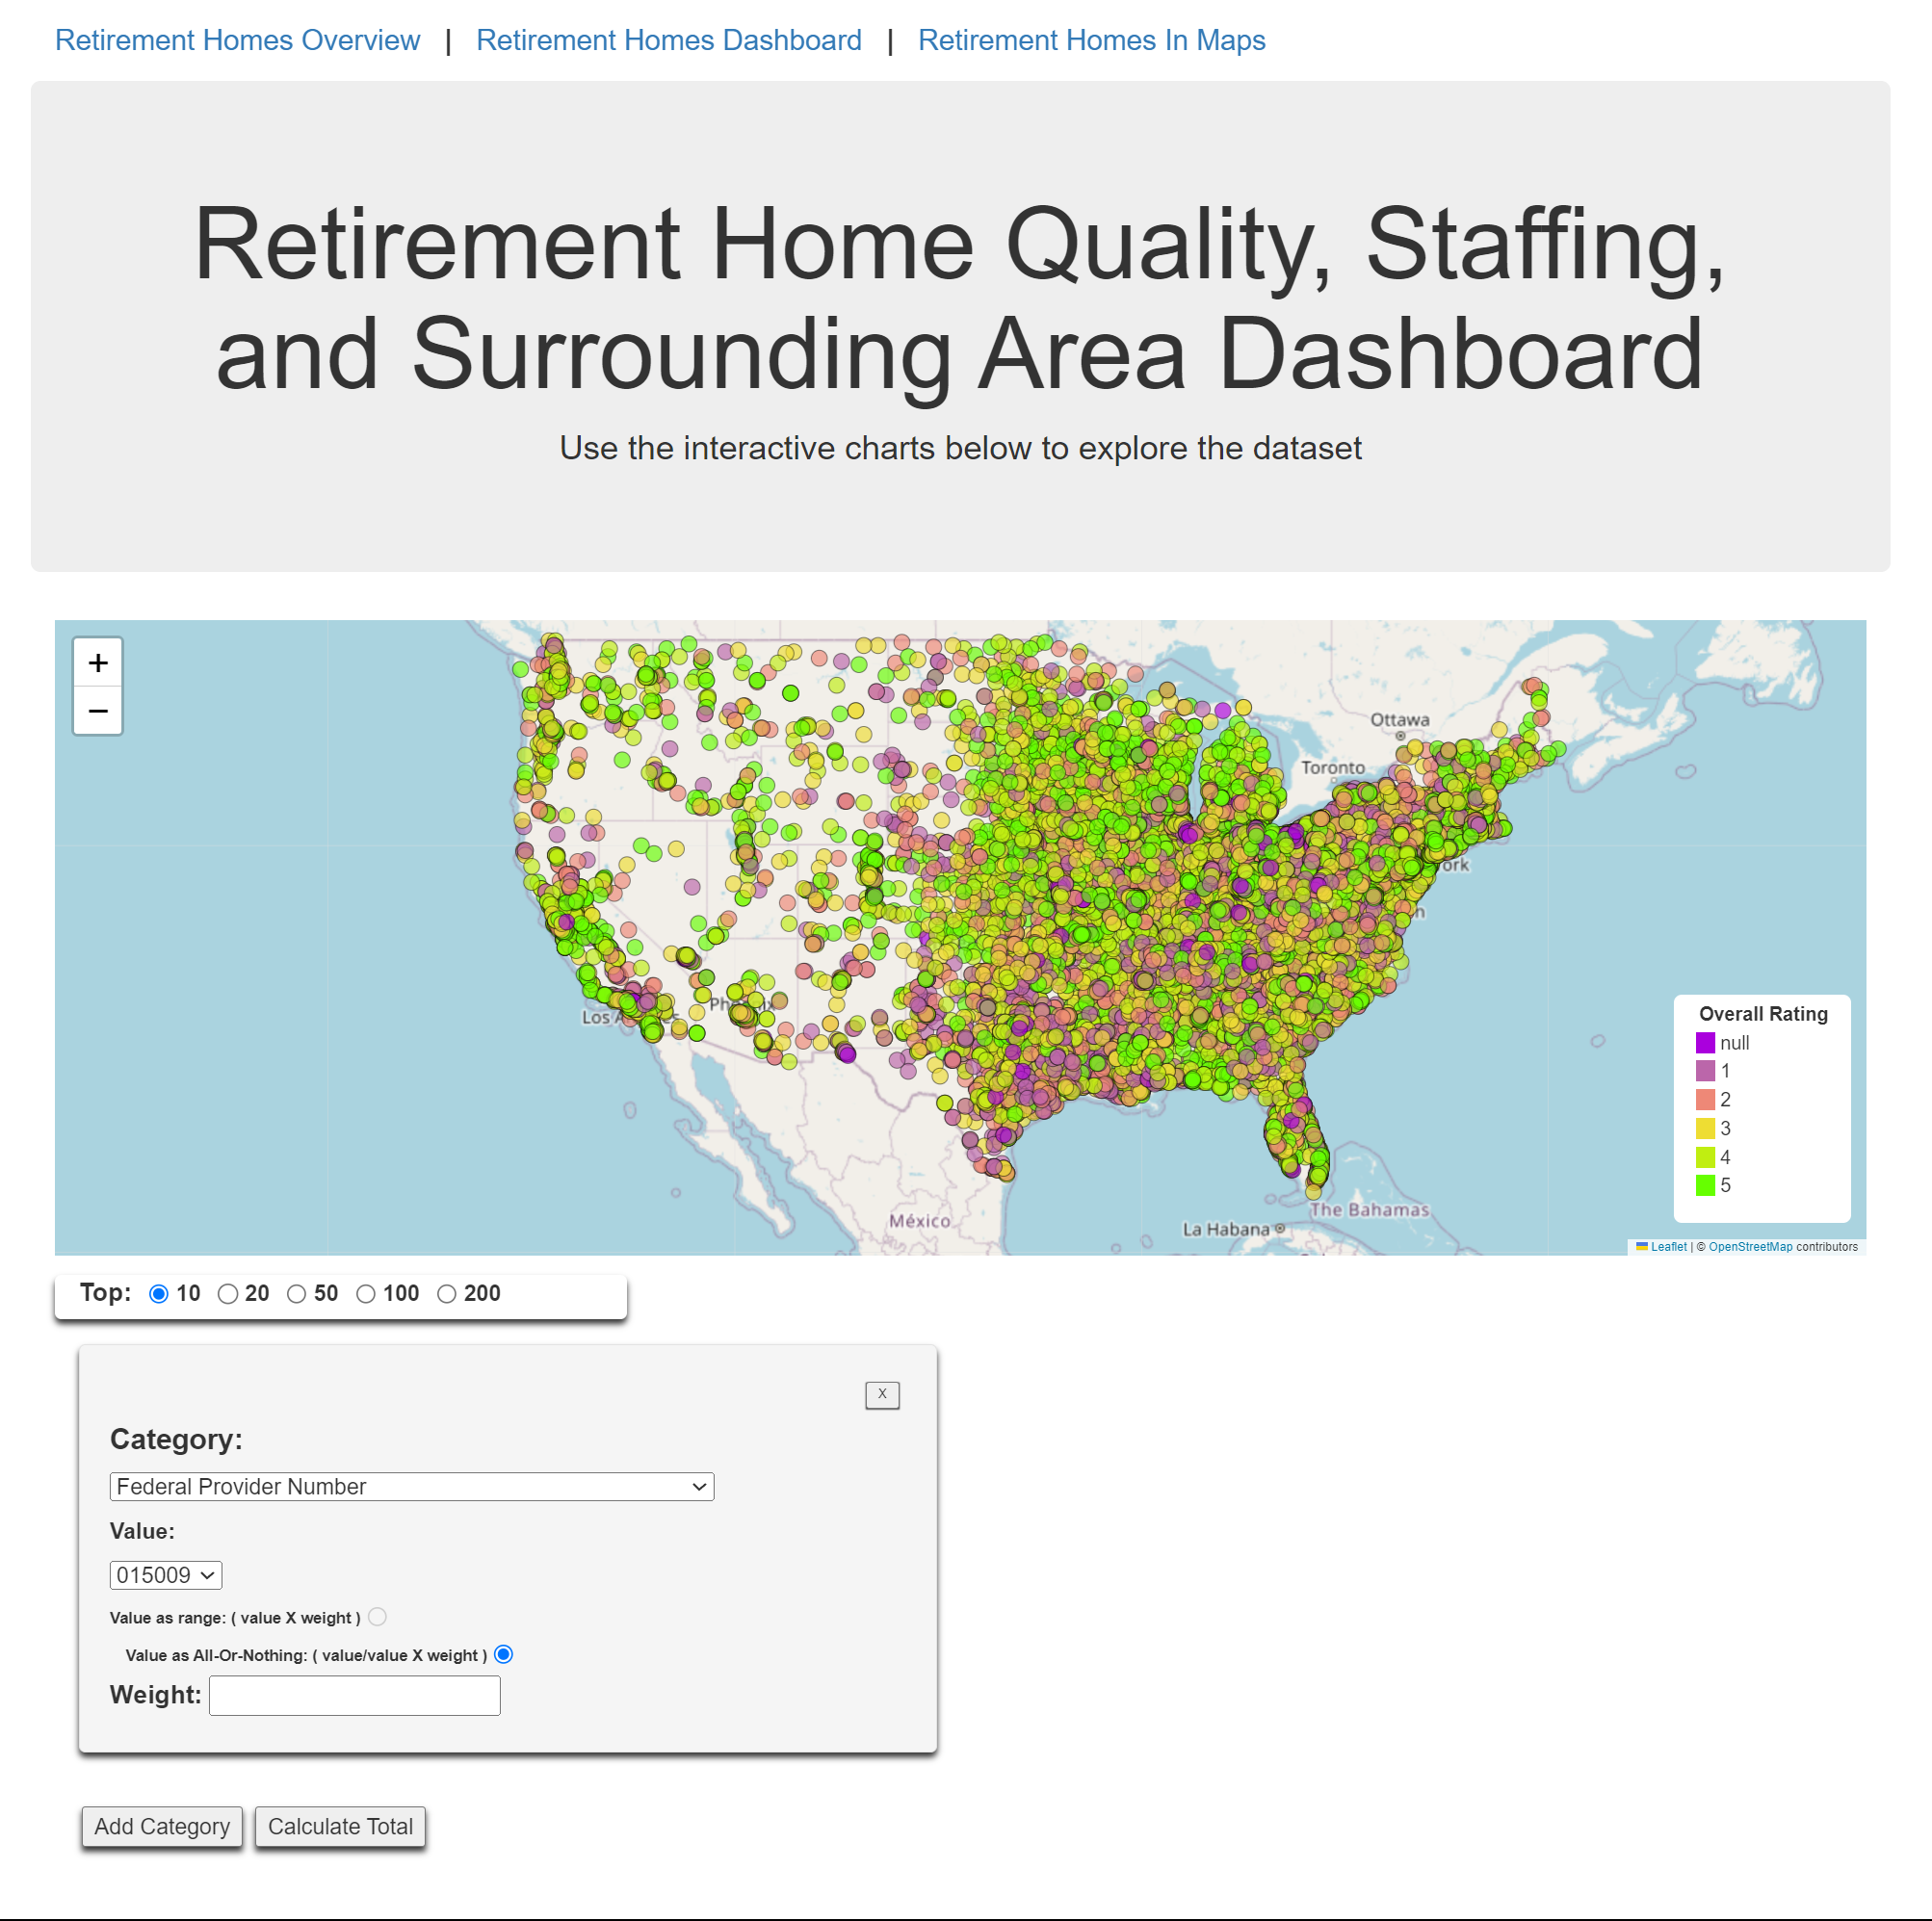 Retirement Homes Overview | Retirement Homes Dashboard | Retirement Homes In Maps
Retirement Home Quality, Staffing,
and Surrounding Area Dashboard
Use the interactive charts below to explore the dataset
+
−
Ottawa
Toronto
México
La Habana
The Bahamas
Overall Rating
null
1
2
3
4
5
Leaflet | © OpenStreetMap contributors
Top: 10 20 50 100 200
X
Category:
Federal Provider Number
Value:
015009
Value as range: ( value X weight )
Value as All-Or-Nothing: ( value/value X weight )
Weight:
Add Category Calculate Total